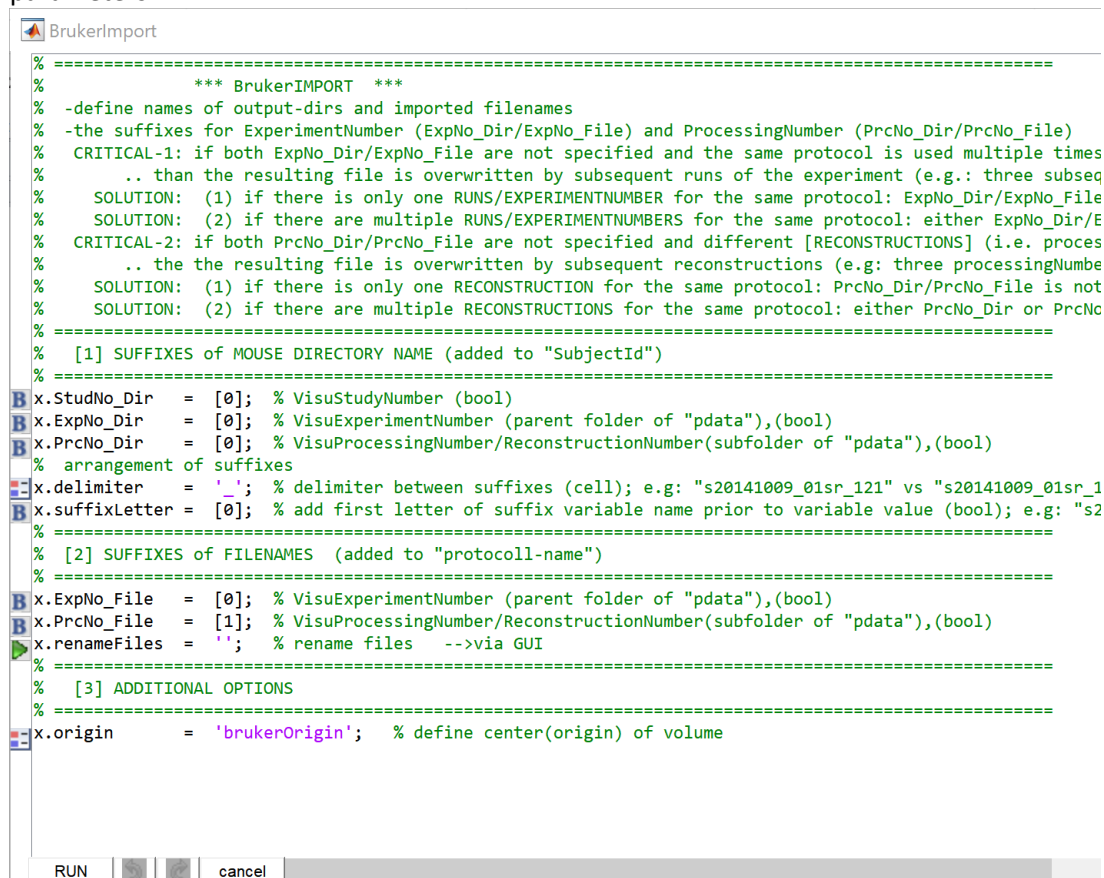 BrukerImport
% ====================================================================================================
% *** BrukerIMPORT ***
% -define names of output-dirs and imported filenames
% -the suffixes for ExperimentNumber (ExpNo_Dir/ExpNo_File) and ProcessingNumber (PrcNo_Dir/PrcNo_File)
% CRITICAL-1: if both ExpNo_Dir/ExpNo_File are not specified and the same protocol is used multiple times
% .. than the resulting file is overwritten by subsequent runs of the experiment (e.g.: three subseq
% SOLUTION: (1) if there is only one RUNS/EXPERIMENTNUMBER for the same protocol: ExpNo_Dir/ExpNo_File
% SOLUTION: (2) if there are multiple RUNS/EXPERIMENTNUMBERS for the same protocol: either ExpNo_Dir/E
% CRITICAL-2: if both PrcNo_Dir/PrcNo_File are not specified and different [RECONSTRUCTIONS] (i.e. proces
% .. the the resulting file is overwritten by subsequent reconstructions (e.g: three processingNumbe
% SOLUTION: (1) if there is only one RECONSTRUCTION for the same protocol: PrcNo_Dir/PrcNo_File is not
% SOLUTION: (2) if there are multiple RECONSTRUCTIONS for the same protocol: either PrcNo_Dir or PrcNo
% ====================================================================================================
% [1] SUFFIXES of MOUSE DIRECTORY NAME (added to "SubjectId")
% ====================================================================================================
B x.StudNo_Dir = [0]; % VisuStudyNumber (bool)
B x.ExpNo_Dir = [0]; % VisuExperimentNumber (parent folder of "pdata"),(bool)
B x.PrcNo_Dir = [0]; % VisuProcessingNumber/ReconstructionNumber(subfolder of "pdata"),(bool)
% arrangement of suffixes
x.delimiter = '_'; % delimiter between suffixes (cell); e.g: "s20141009_01sr_121" vs "s20141009_01sr_1
B x.suffixLetter = [0]; % add first letter of suffix variable name prior to variable value (bool); e.g: "s2
% ====================================================================================================
% [2] SUFFIXES of FILENAMES (added to "protocoll-name")
% ====================================================================================================
B x.ExpNo_File = [0]; % VisuExperimentNumber (parent folder of "pdata"),(bool)
B x.PrcNo_File = [1]; % VisuProcessingNumber/ReconstructionNumber(subfolder of "pdata"),(bool)
x.renameFiles = ''; % rename files -->via GUI
% ====================================================================================================
% [3] ADDITIONAL OPTIONS
% ====================================================================================================
x.origin = 'brukerOrigin'; % define center(origin) of volume
RUN cancel